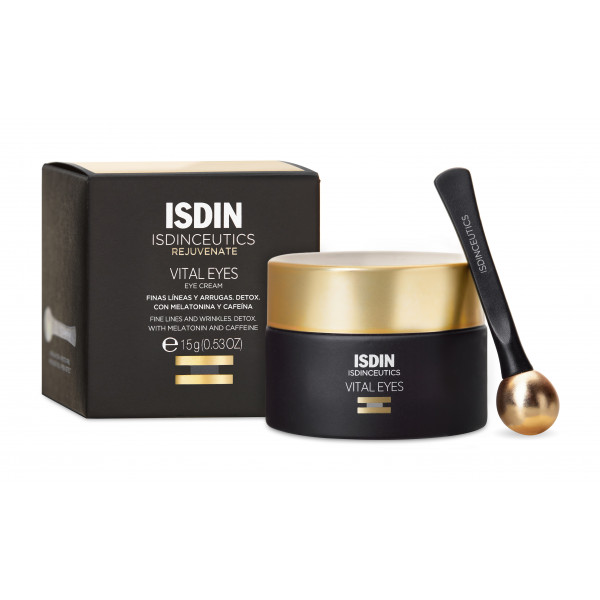 ISDIN
ISDINCEUTICS
REJUVENATE
VITAL EYES
EYE CREAM
FINAS LÍNEAS Y ARRUGAS, DETOX,
CON MELATONINA Y CAFEÍNA
FINE LINES AND WRINKLES, DETOX,
WITH MELATONIN AND CAFFEINE
℮ 15g (0.53OZ)
ISDIN
ISDINCEUTICS
VITAL EYES
ISDINCEUTICS